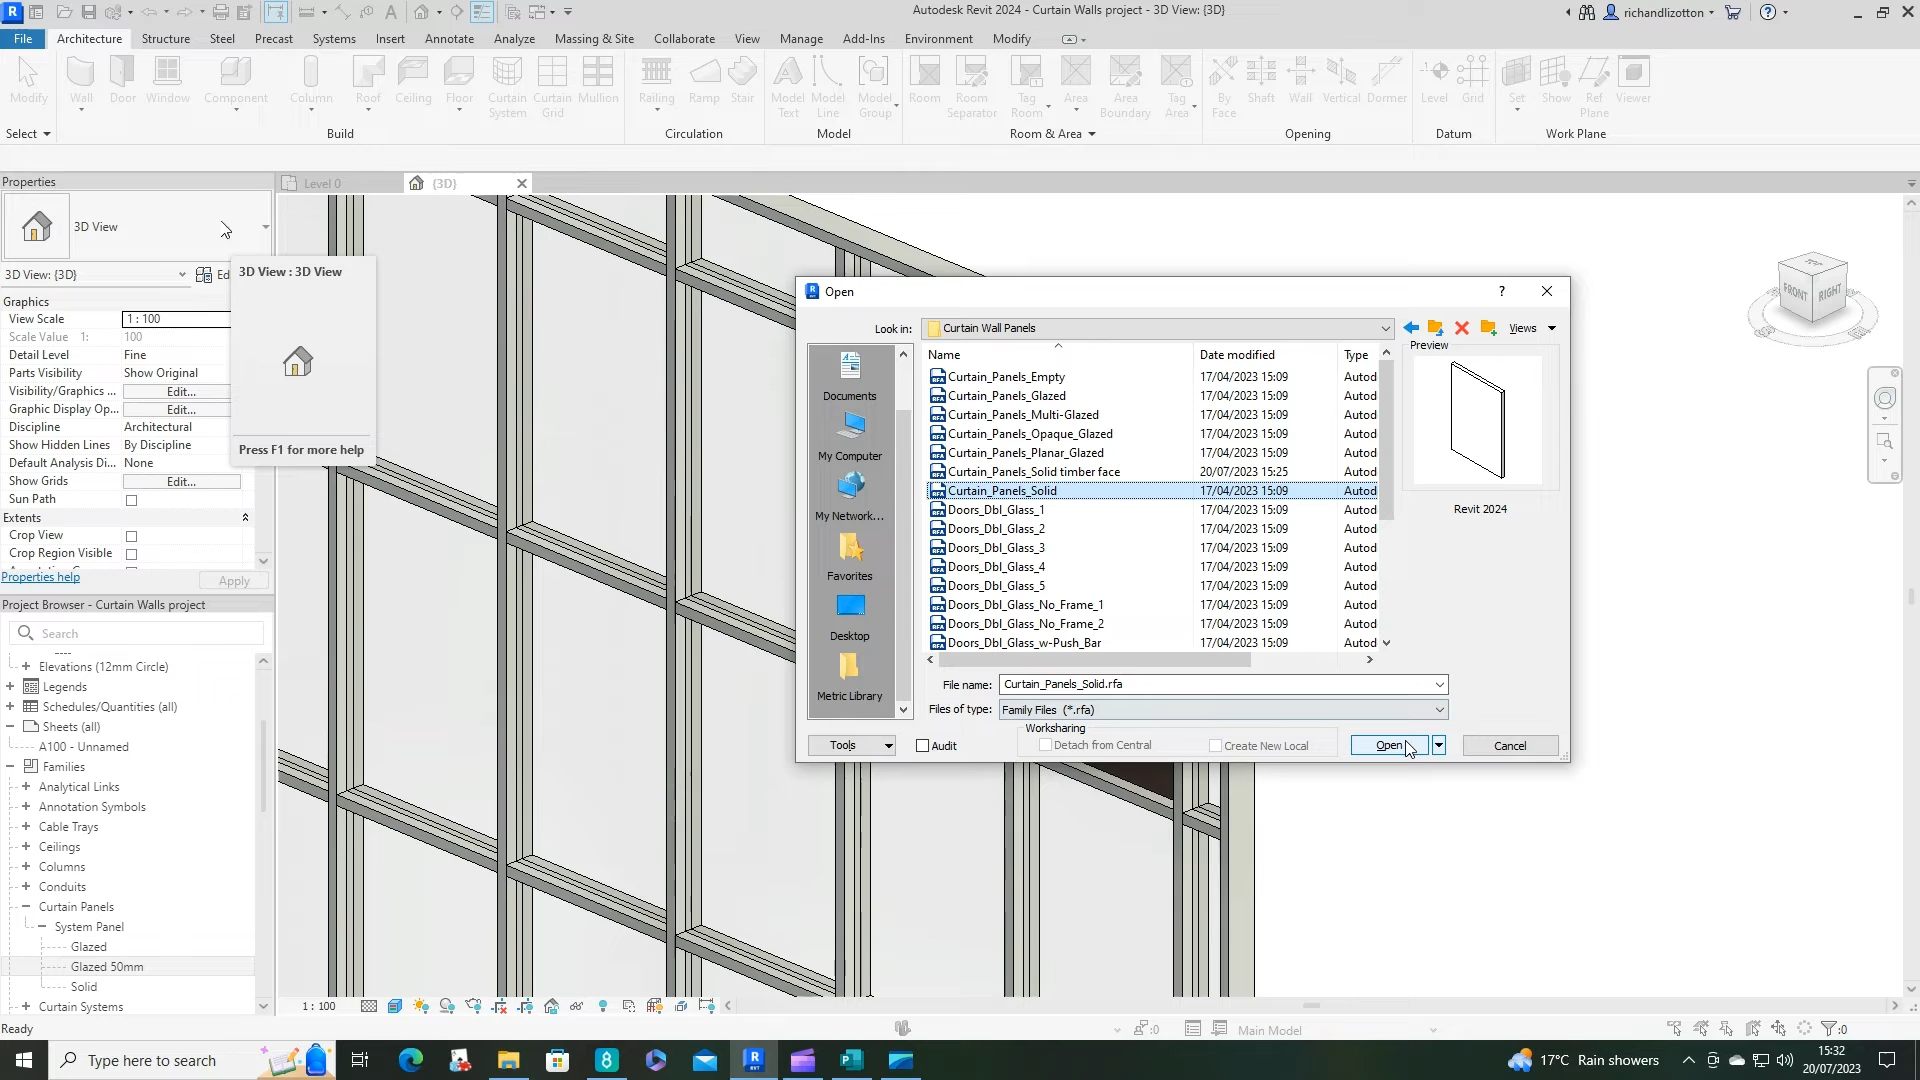 Autodesk Revit 2024 - Curtain Walls project - 3D View: {3D}
richandlizotton
File
Architecture
Structure
Steel
Precast
Systems
Insert
Annotate
Analyze
Massing & Site
Collaborate
View
Manage
Add-Ins
Environment
Modify
Modify
Wall
Door
Window
Component
Column
Roof
Ceiling
Floor
Curtain System
Curtain Grid
Mullion
Railing
Ramp
Stair
Model Text
Model Line
Model Group
Room
Room Separator
Tag Room
Area
Area Boundary
Tag Area
By Face
Shaft
Wall
Vertical
Dormer
Level
Grid
Set
Show
Ref Plane
Viewer
Select
Build
Circulation
Model
Room & Area
Opening
Datum
Work Plane
Properties
3D View
3D View: {3D}
Ed
Graphics
View Scale 1 : 100
Scale Value 1: 100
Detail Level Fine
Parts Visibility Show Original
Visibility/Graphics ... Edit...
Graphic Display Op... Edit...
Discipline Architectural
Show Hidden Lines By Discipline
Default Analysis Di... None
Show Grids Edit...
Sun Path
Extents
Crop View
Crop Region Visible
Properties help
Apply
3D View : 3D View
Press F1 for more help
Project Browser - Curtain Walls project
Search
Elevations (12mm Circle)
Legends
Schedules/Quantities (all)
Sheets (all)
A100 - Unnamed
Families
Analytical Links
Annotation Symbols
Cable Trays
Ceilings
Columns
Conduits
Curtain Panels
System Panel
Glazed
Glazed 50mm
Solid
Curtain Systems
Level 0
{3D}
TOP
FRONT
RIGHT
Open
Look in: Curtain Wall Panels
Views
Documents
My Computer
My Network...
Favorites
Desktop
Metric Library
Name Date modified Type
Curtain_Panels_Empty 17/04/2023 15:09 Autod
Curtain_Panels_Glazed 17/04/2023 15:09 Autod
Curtain_Panels_Multi-Glazed 17/04/2023 15:09 Autod
Curtain_Panels_Opaque_Glazed 17/04/2023 15:09 Autod
Curtain_Panels_Planar_Glazed 17/04/2023 15:09 Autod
Curtain_Panels_Solid timber face 20/07/2023 15:25 Autod
Curtain_Panels_Solid 17/04/2023 15:09 Autod
Doors_Dbl_Glass_1 17/04/2023 15:09 Autod
Doors_Dbl_Glass_2 17/04/2023 15:09 Autod
Doors_Dbl_Glass_3 17/04/2023 15:09 Autod
Doors_Dbl_Glass_4 17/04/2023 15:09 Autod
Doors_Dbl_Glass_5 17/04/2023 15:09 Autod
Doors_Dbl_Glass_No_Frame_1 17/04/2023 15:09 Autod
Doors_Dbl_Glass_No_Frame_2 17/04/2023 15:09 Autod
Doors_Dbl_Glass_w-Push_Bar 17/04/2023 15:09 Autod
Preview
Revit 2024
File name: Curtain_Panels_Solid.rfa
Files of type: Family Files (*.rfa)
Worksharing
Tools
Audit
Detach from Central
Create New Local
Open
Cancel
1 : 100
Ready
:0
Main Model
:0
Type here to search
17°C Rain showers
15:32
20/07/2023